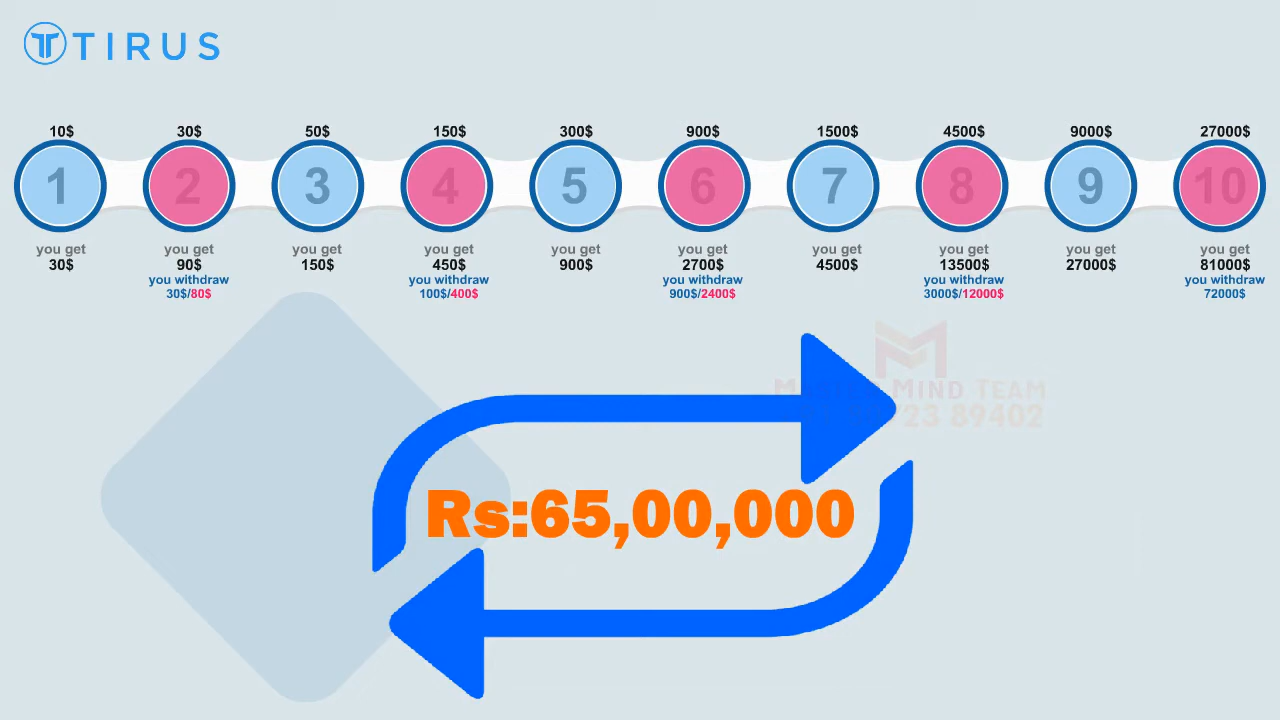 TIRUS
10$ 30$ 50$ 150$ 300$ 900$ 1500$ 4500$ 9000$ 27000$
1 2 3 4 5 6 7 8 9 10
you get you get you get you get you get you get you get you get you get you get
30$ 90$ 150$ 450$ 900$ 2700$ 4500$ 13500$ 27000$ 81000$
you withdraw you withdraw you withdraw you withdraw you withdraw
30$/80$ 100$/400$ 900$/2400$ 3000$/12000$ 72000$
Mind Team
23 89402
Rs:65,00,000